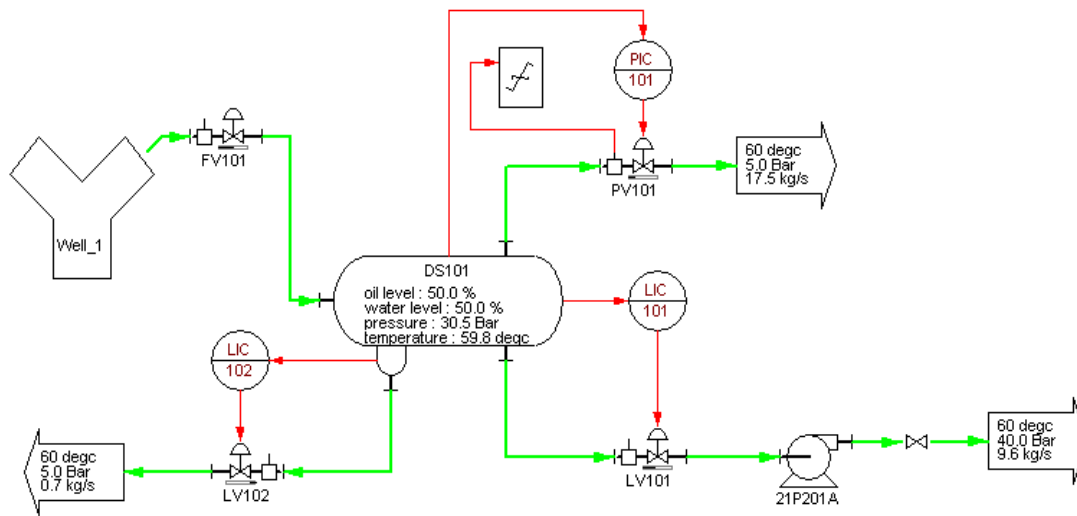 PIC
101
FV101
60 degc
5.0 Bar
17.5 kg/s
PV101
Well_1
DS101
oil level : 50.0 %
water level : 50.0 %
pressure : 30.5 Bar
temperature : 59.8 degc
LIC
101
LIC
102
60 degc
5.0 Bar
0.7 kg/s
LV102
LV101
21P201A
60 degc
40.0 Bar
9.6 kg/s